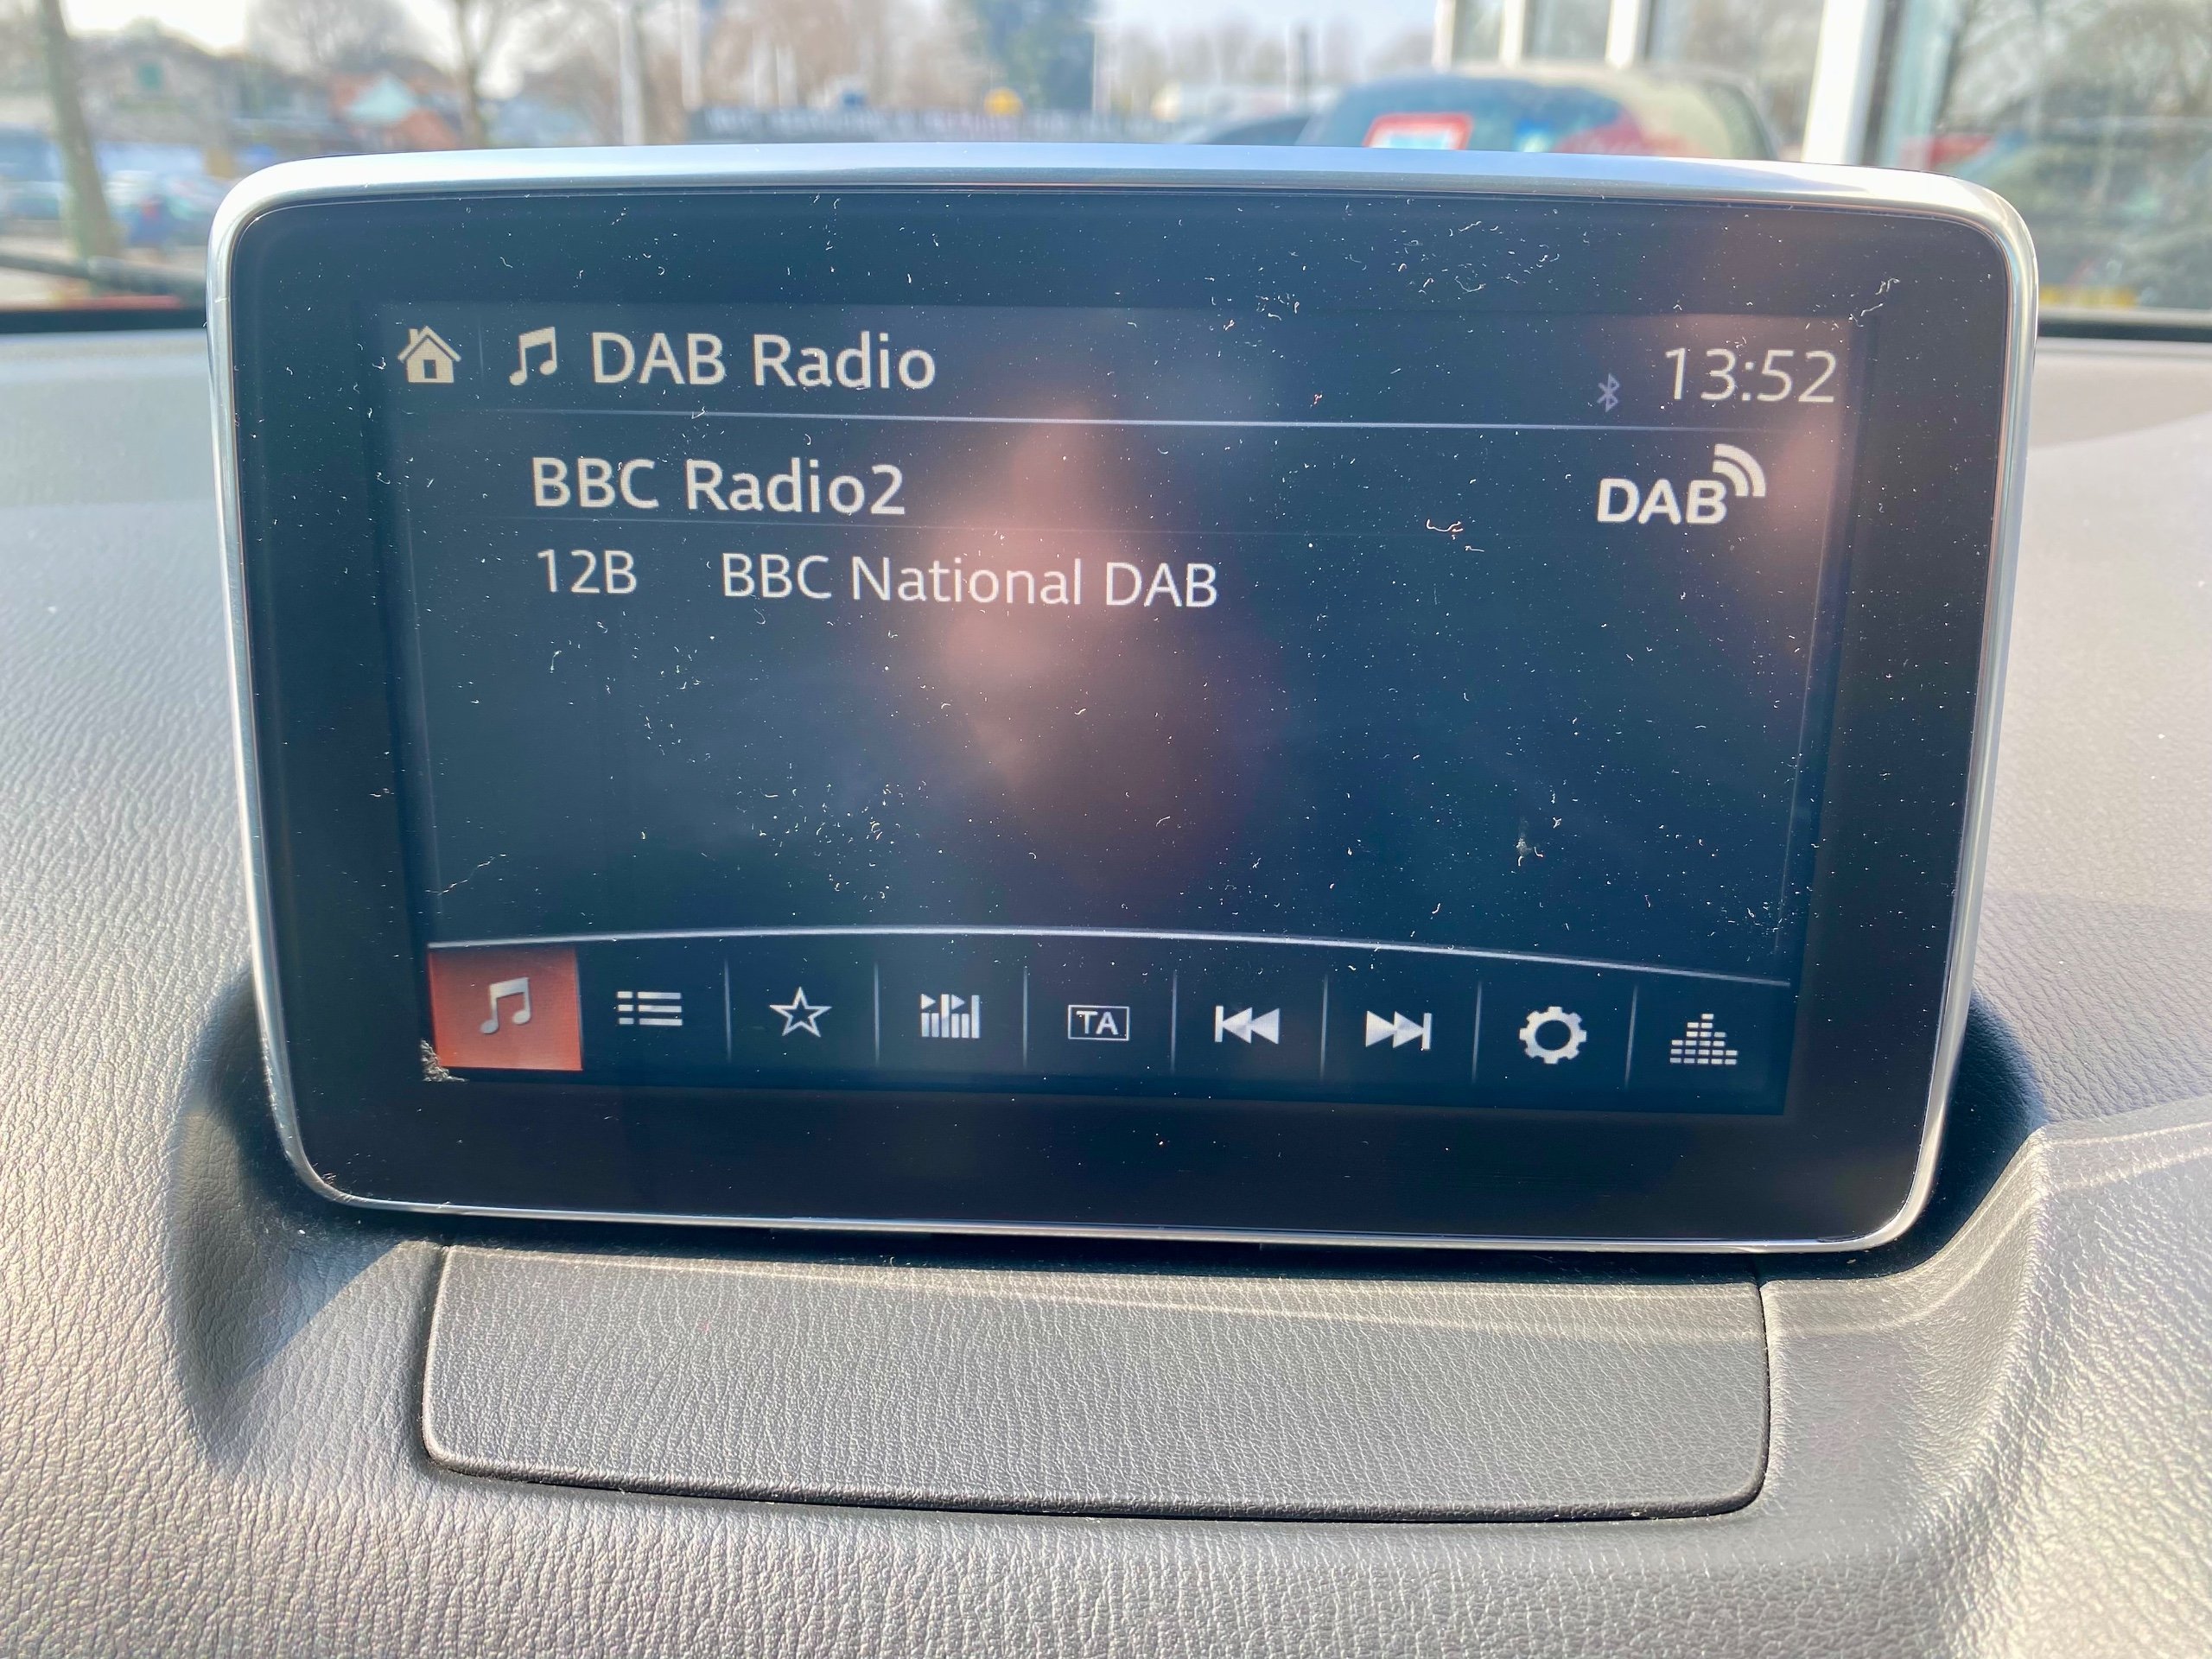 DAB Radio 13:52
BBC Radio2 DAB
12B BBC National DAB
TA